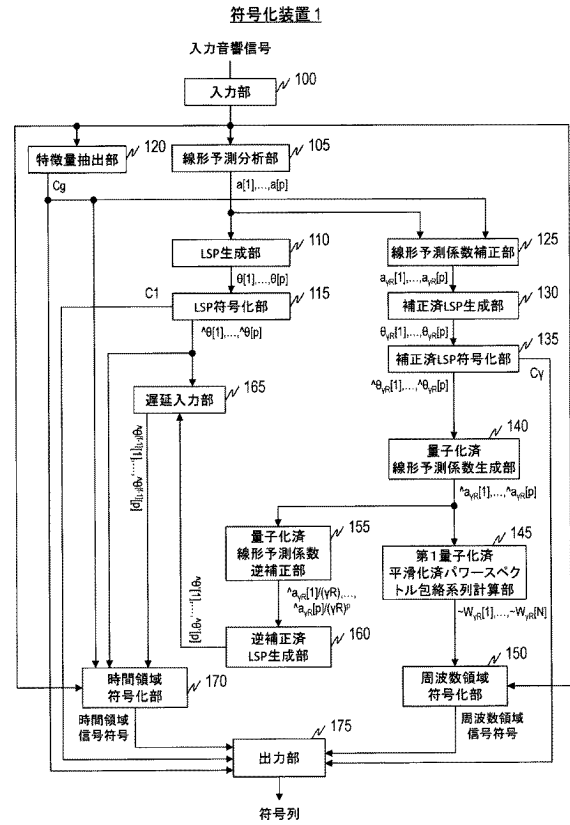 符号化装置1
入力音響信号
100
入力部
120
特徴量抽出部
Cg
105
線形予測分析部
a[1],...,a[p]
110
LSP生成部
θ[1],...,θ[p]
C1
115
LSP符号化部
^θ[1],...,^θ[p]
125
線形予測係数補正部
aγR[1],...,aγR[p]
130
補正済LSP生成部
θγR[1],...,θγR[p]
135
補正済LSP符号化部
Cγ
^θγR[1],...,^θγR[p]
165
遅延入力部
140
量子化済
線形予測係数生成部
^aγR[1],...,^aγR[p]
155
量子化済
線形予測係数
逆補正部
^aγR[1]/(γR),...,
^aγR[p]/(γR)p
145
第1量子化済
平滑化済パワースペク
トル包絡系列計算部
~WγR[1],...,~WγR[N]
160
逆補正済
LSP生成部
^θ'[1],...,^θ'[p]
170
時間領域
符号化部
時間領域
信号符号
150
周波数領域
符号化部
周波数領域
信号符号
175
出力部
符号列